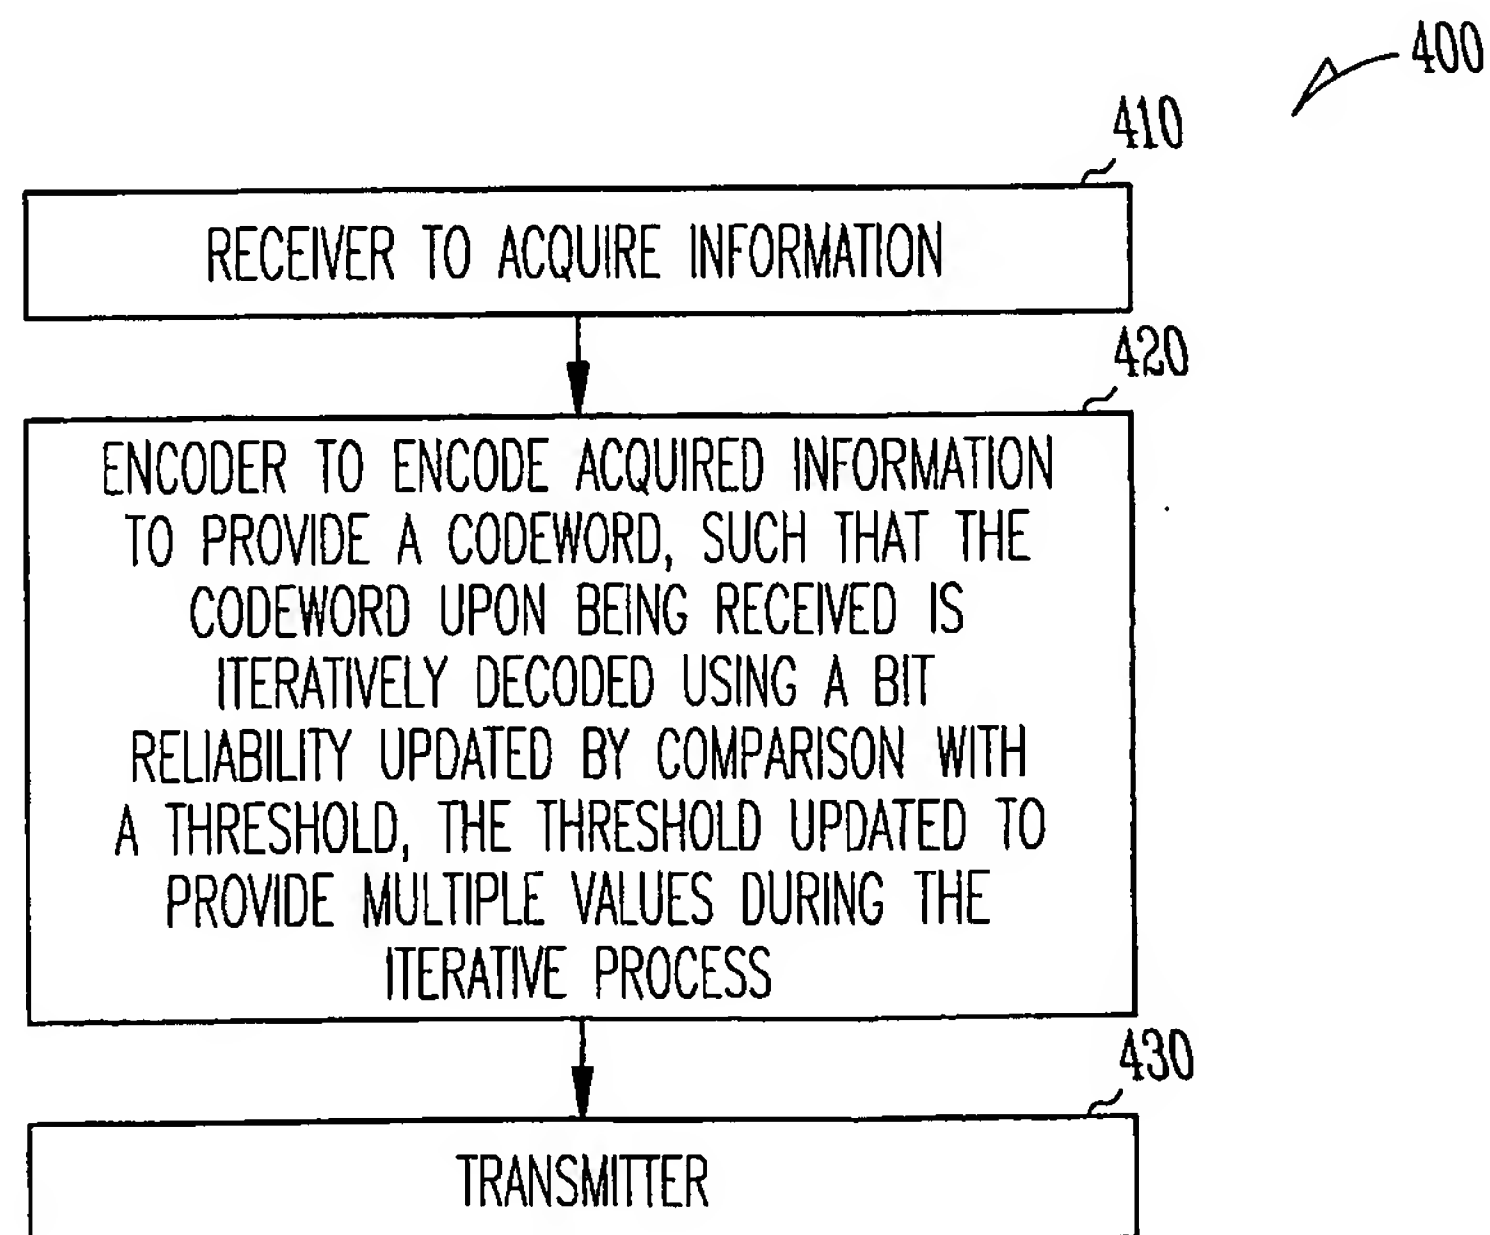 400
410
RECEIVER TO ACQUIRE INFORMATION
420
ENCODER TO ENCODE ACQUIRED INFORMATION
TO PROVIDE A CODEWORD, SUCH THAT THE
CODEWORD UPON BEING RECEIVED IS
ITERATIVELY DECODED USING A BIT
RELIABILITY UPDATED BY COMPARISON WITH
A THRESHOLD, THE THRESHOLD UPDATED TO
PROVIDE MULTIPLE VALUES DURING THE
ITERATIVE PROCESS
430
TRANSMITTER